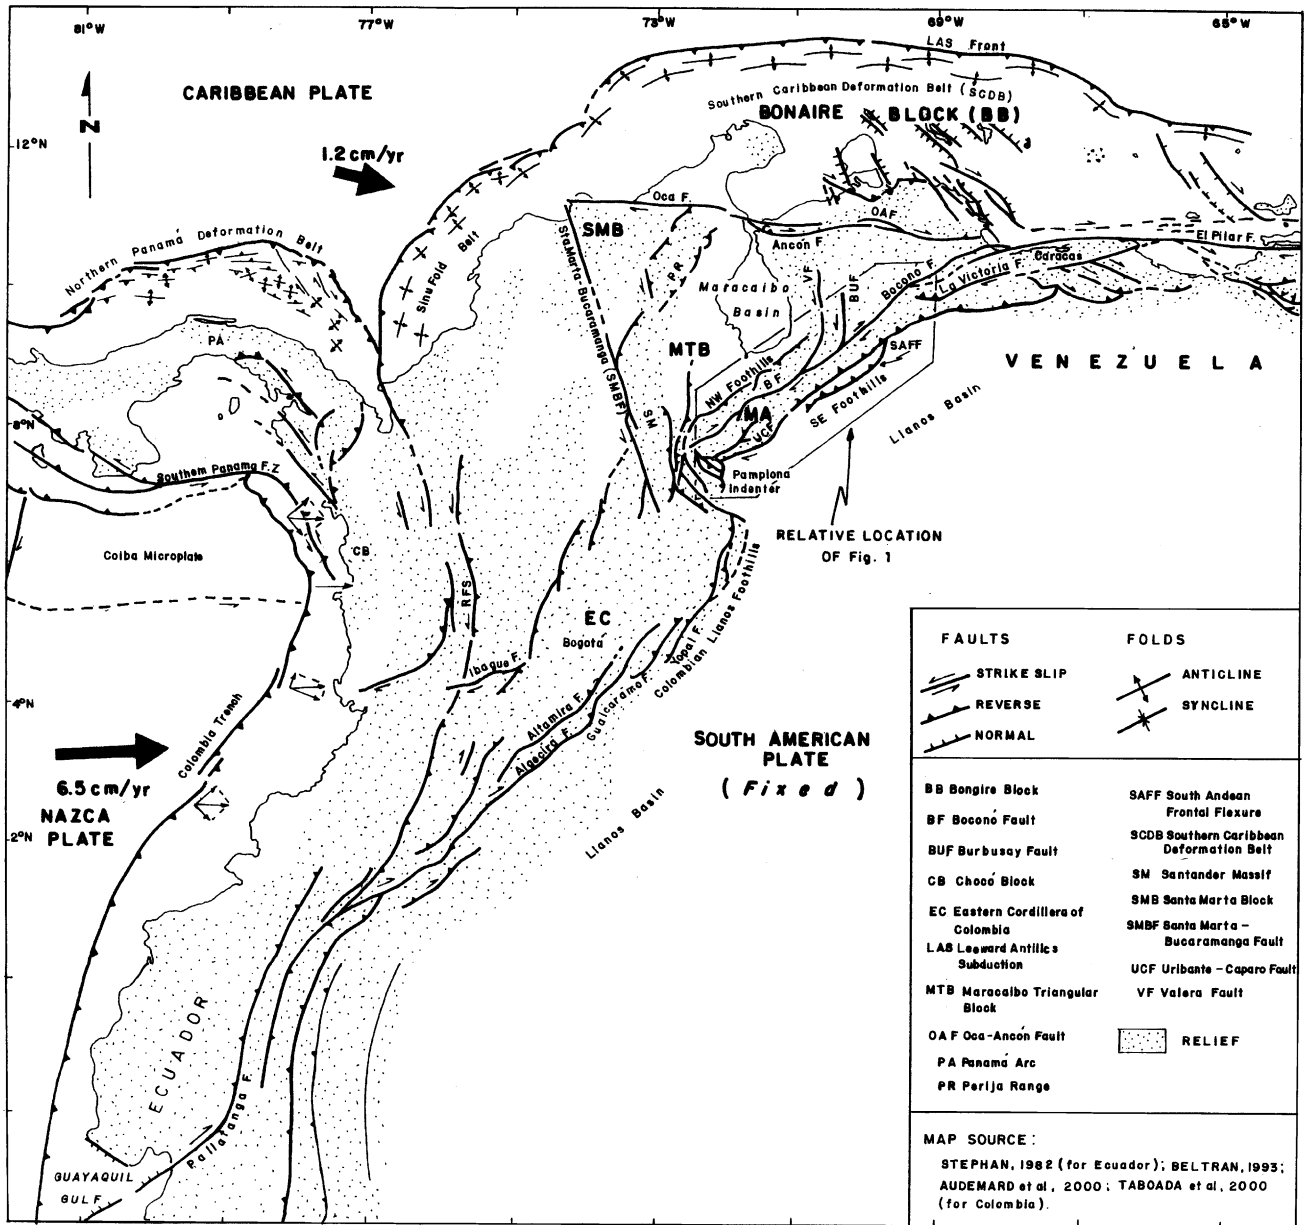 81°W
77°W
73°W
69°W
65°W
LAS Front
CARIBBEAN PLATE
Southern Caribbean Deformation Belt (SCDB)
BONAIRE BLOCK (BB)
N
12°N
1.2 cm/yr
Oca F.
OAF
SMB
Ancón F.
El Pilar F.
Northern Panamá Deformation Belt
Sinu Fold Belt
Sta. Marta-Bucaramanga (SMBF)
PR
VF
BUF
Bocono F.
La Victoria F.
Caracas
Maracaibo
Basin
PA
MTB
SAFF
VENEZUELA
NW Foothills
BF
SE Foothills
MA
UCF
SM
Llanos Basin
8°N
Southern Panama F.Z
Pamplona
Indenter
RELATIVE LOCATION
OF Fig. 1
Coiba Microplate
CB
RFS
EC
Bogotá
Ibague F.
Yopal F.
Colombian Llanos Foothills
Guaicaramo F.
Altamira F.
Algecira F.
4°N
Colombia Trench
SOUTH AMERICAN
PLATE
(Fixed)
6.5 cm/yr
NAZCA
PLATE
Llanos Basin
2°N
ECUADOR
Pallatanga F.
GUAYAQUIL
GULF
FAULTS
STRIKE SLIP
REVERSE
NORMAL
FOLDS
ANTICLINE
SYNCLINE
BB Bongire Block
BF Boconó Fault
BUF Burbusay Fault
CB Chocó Block
EC Eastern Cordillera of
Colombia
LAS Leeward Antilles
Subduction
MTB Maracaibo Triangular
Block
OAF Oca-Ancón Fault
PA Panamá Arc
PR Perija Range
SAFF South Andean
Frontal Flexure
SCDB Southern Caribbean
Deformation Belt
SM Santander Massif
SMB Santa Marta Block
SMBF Santa Marta -
Bucaramanga Fault
UCF Uribante - Caparo Fault
VF Valera Fault
RELIEF
MAP SOURCE:
STEPHAN, 1982 (for Ecuador); BELTRAN, 1993;
AUDEMARD et al, 2000; TABOADA et al, 2000
(for Colombia).